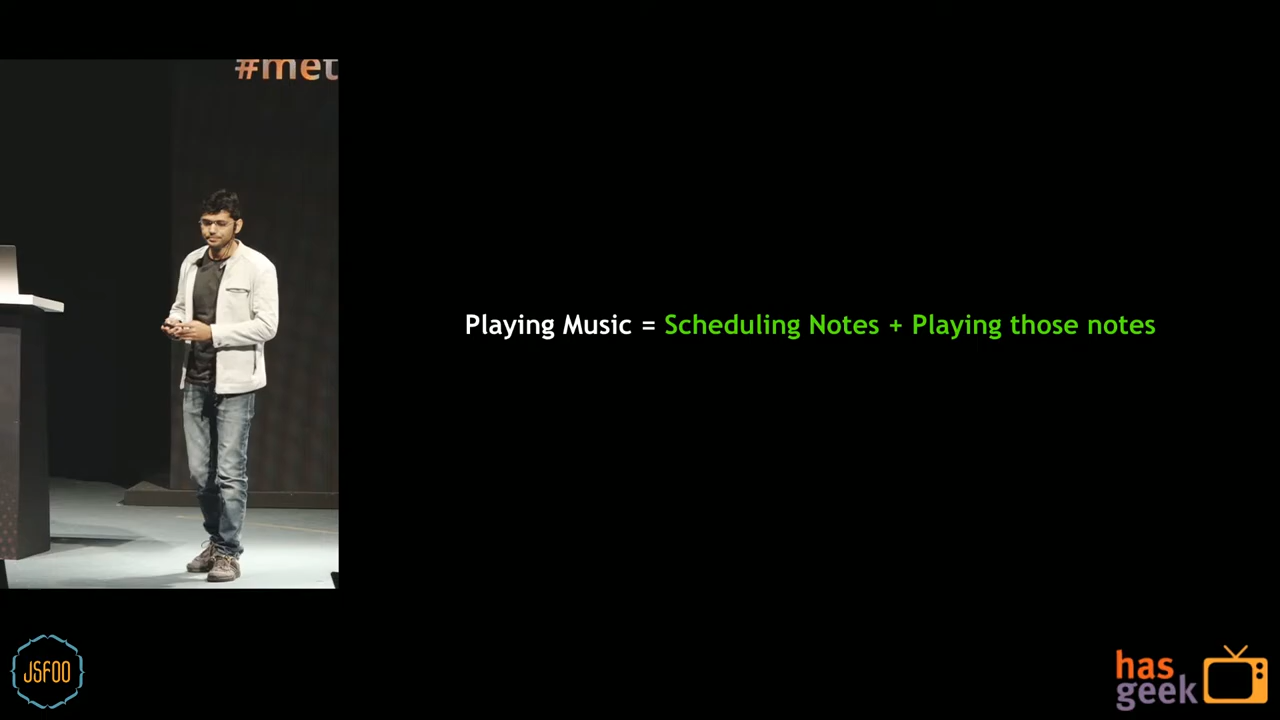 #met
Playing Music = Scheduling Notes + Playing those notes
JSFOO
has
geek